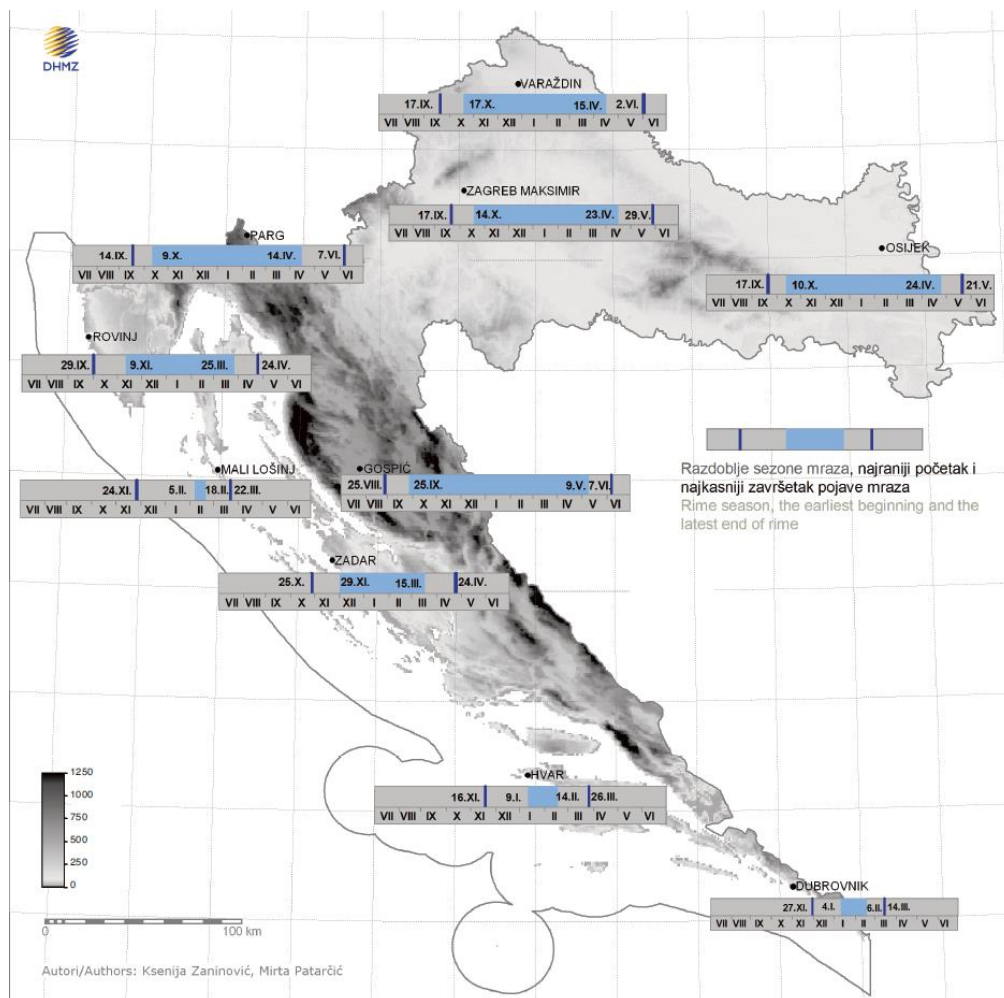 DHMZ
VARAŽDIN
17.IX. 17.X. 15.IV. 2.VI.
VII VIII IX X XI XII I II III IV V VI
ZAGREB MAKSIMIR
17.IX. 14.X. 23.IV. 29.V.
VII VIII IX X XI XII I II III IV V VI
PARG
14.IX. 9.X. 14.IV. 7.VI.
VII VIII IX X XI XII I II III IV V VI
OSIJEK
17.IX. 10.X. 24.IV. 21.V.
VII VIII IX X XI XII I II III IV V VI
ROVINJ
29.IX. 9.XI. 25.III. 24.IV.
VII VIII IX X XI XII I II III IV V VI
MALI LOŠINJ
24.XI. 5.II. 18.II. 22.III.
VII VIII IX X XI XII I II III IV V VI
GOSPIĆ
25.VIII. 25.IX. 9.V. 7.VI.
VII VIII IX X XI XII I II III IV V VI
Razdoblje sezone mraza, najraniji početak i
najkasniji završetak pojave mraza
Rime season, the earliest beginning and the
latest end of rime
ZADAR
25.X. 29.XI. 15.III. 24.IV.
VII VIII IX X XI XII I II III IV V VI
HVAR
16.XI. 9.I. 14.II. 26.III.
VII VIII IX X XI XII I II III IV V VI
DUBROVNIK
27.XI. 4.I. 6.II. 14.III.
VII VIII IX X XI XII I II III IV V VI
1250
1000
750
500
250
0
0 100 km
Autori/Authors: Ksenija Zaninović, Mirta Patarčić